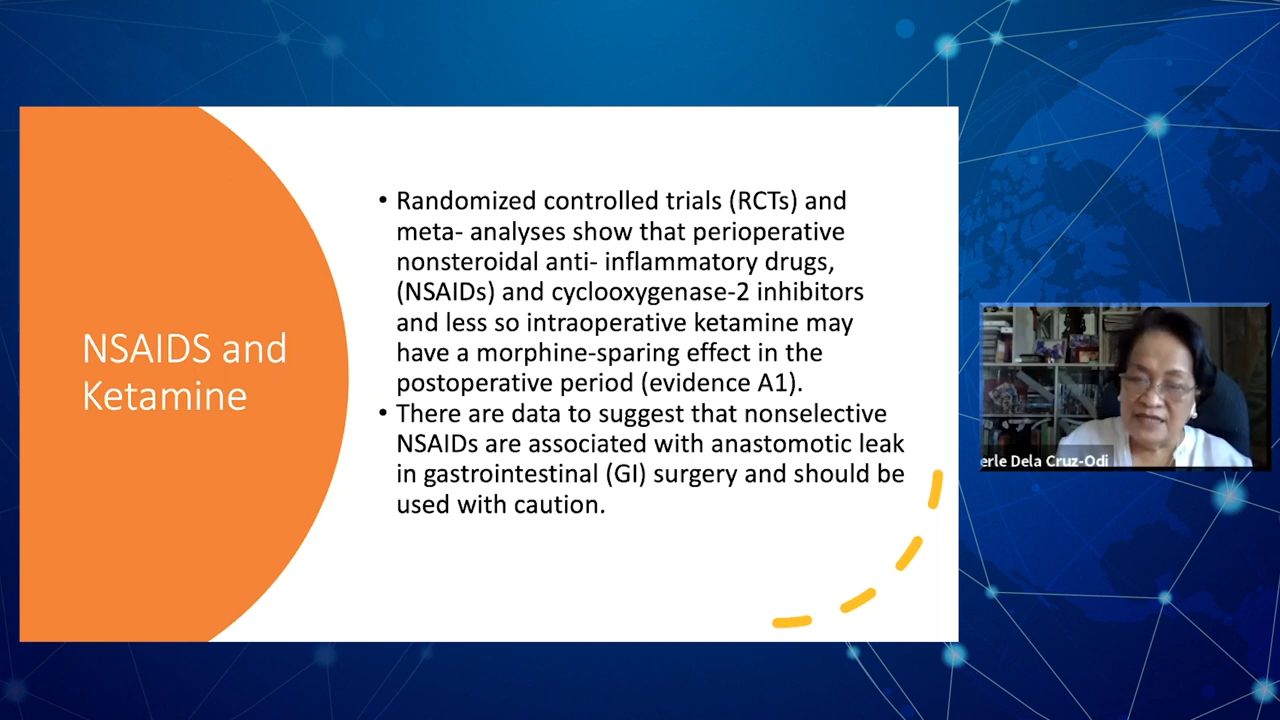 NSAIDS and
Ketamine
• Randomized controlled trials (RCTs) and
meta- analyses show that perioperative
nonsteroidal anti- inflammatory drugs,
(NSAIDs) and cyclooxygenase-2 inhibitors
and less so intraoperative ketamine may
have a morphine-sparing effect in the
postoperative period (evidence A1).
• There are data to suggest that nonselective
NSAIDs are associated with anastomotic leak
in gastrointestinal (GI) surgery and should be
used with caution.
erle Dela Cruz-Odi